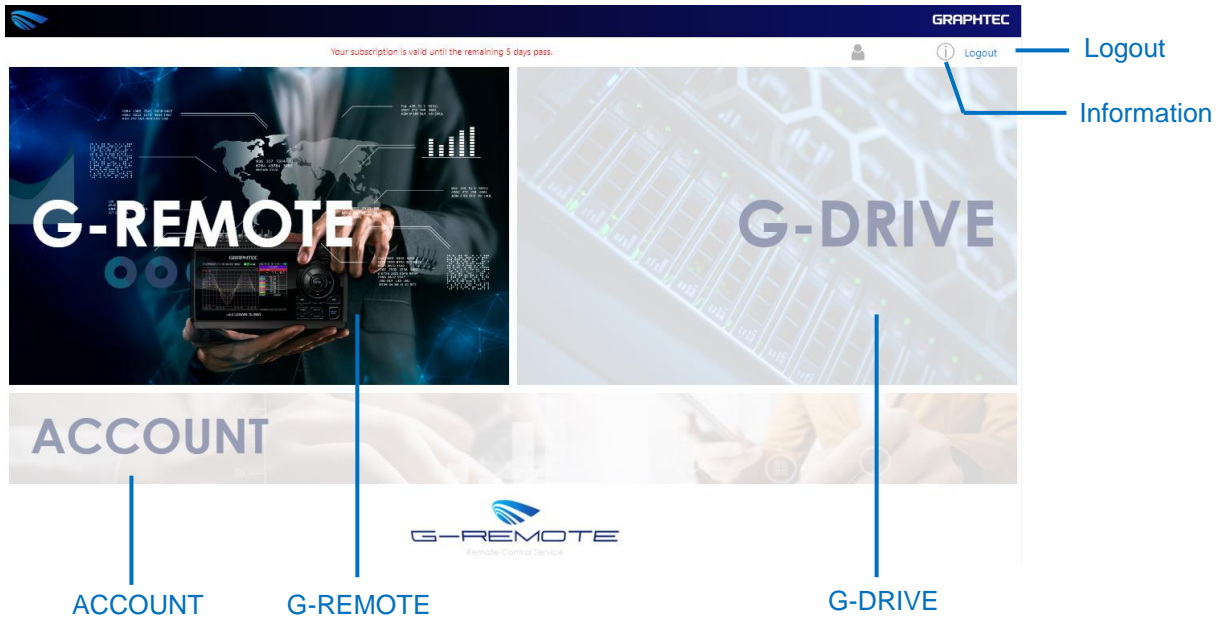 GRAPHTEC
Your subscription is valid until the remaining 5 days pass.
Logout
Logout
Information
G-REMOTE
GRAPHTEC
G-DRIVE
ACCOUNT
G-REMOTE
Remote Control Service
ACCOUNT
G-REMOTE
G-DRIVE